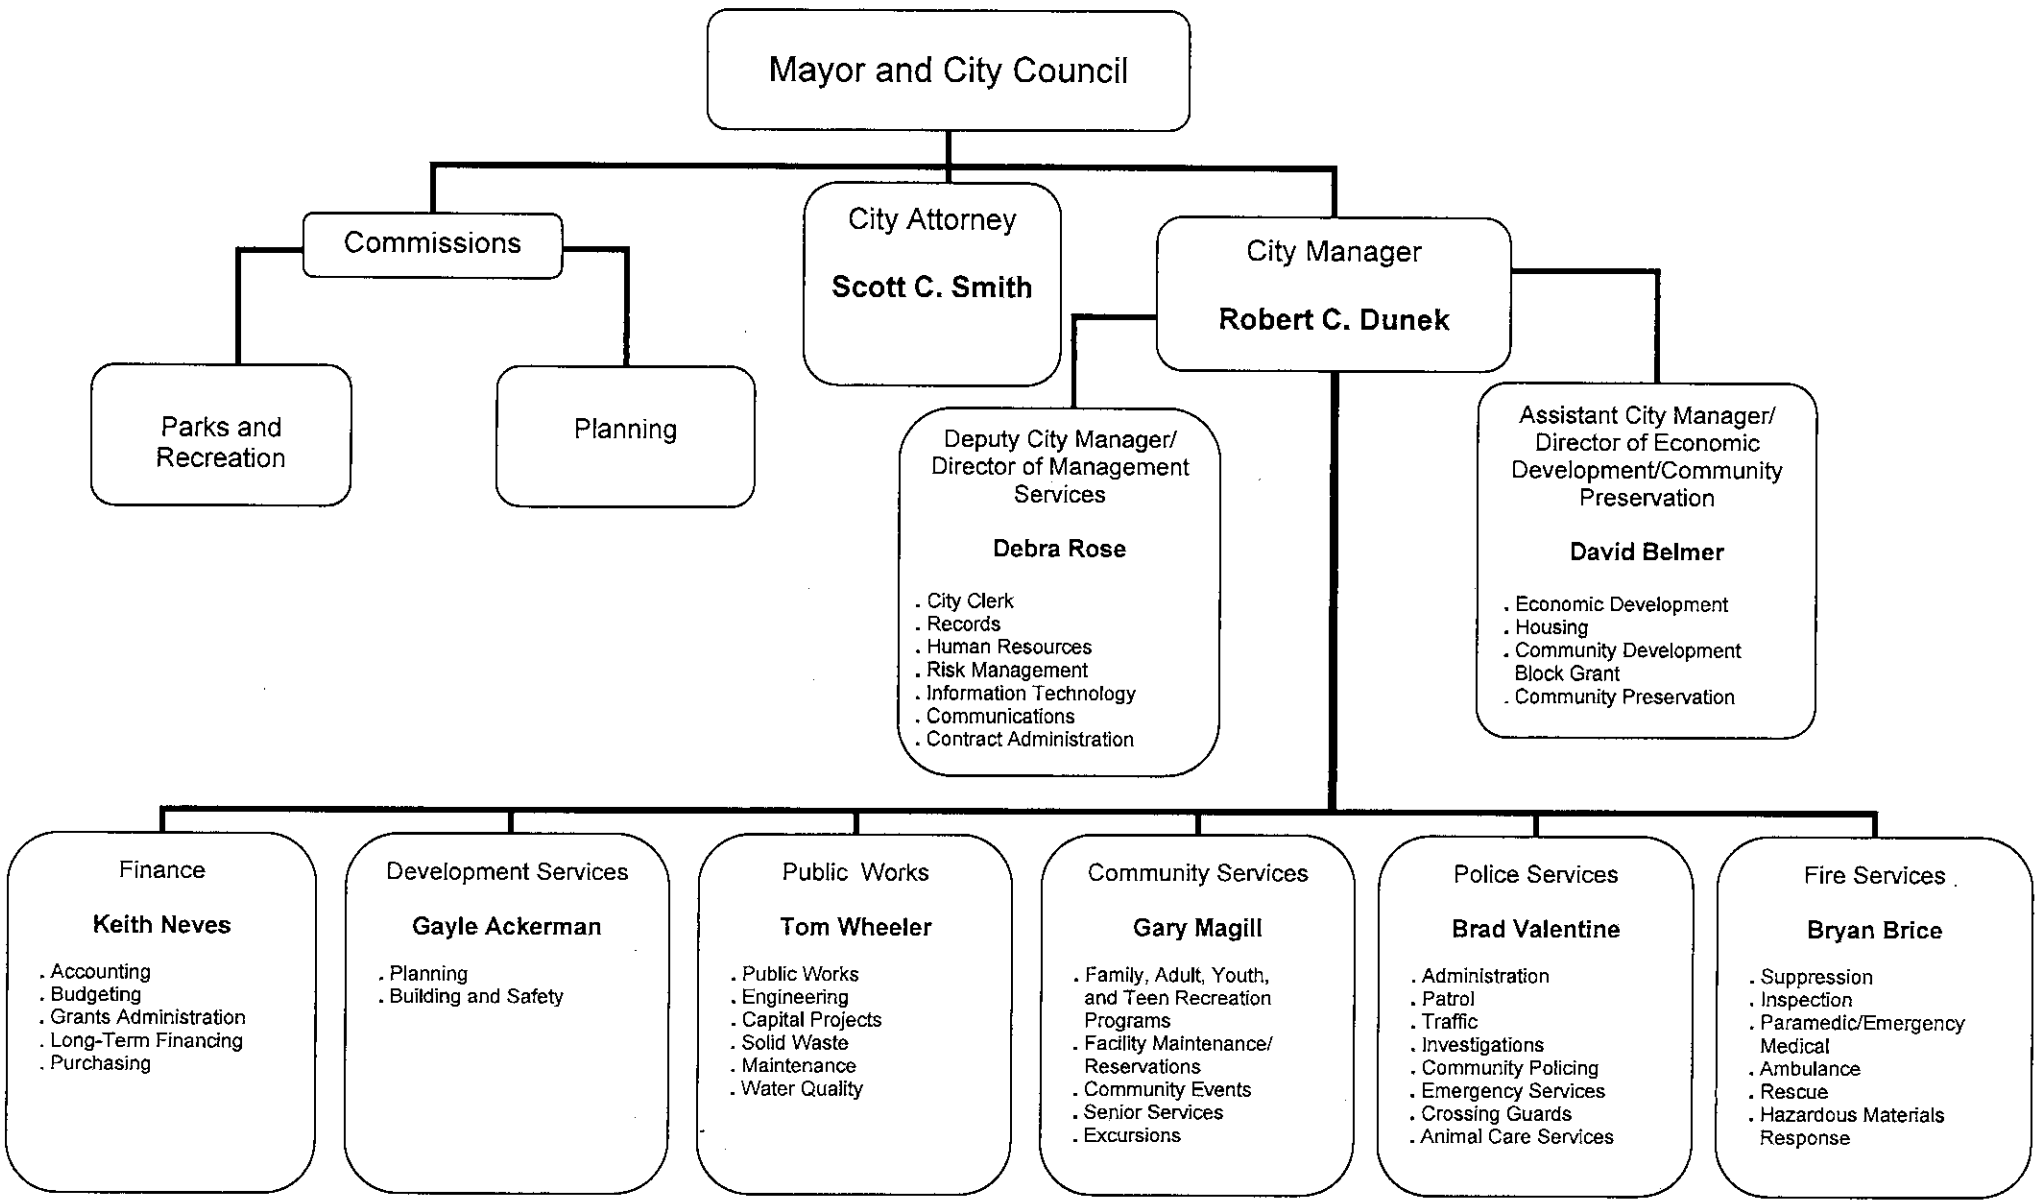 Mayor and City Council
Commissions
City Attorney
Scott C. Smith
City Manager
Robert C. Dunek
Parks and
Recreation
Planning
Deputy City Manager/
Director of Management
Services
Debra Rose
. City Clerk
. Records
. Human Resources
. Risk Management
. Information Technology
. Communications
. Contract Administration
Assistant City Manager/
Director of Economic
Development/Community
Preservation
David Belmer
. Economic Development
. Housing
. Community Development
Block Grant
. Community Preservation
Finance
Keith Neves
. Accounting
. Budgeting
. Grants Administration
. Long-Term Financing
. Purchasing
Development Services
Gayle Ackerman
. Planning
. Building and Safety
Public Works
Tom Wheeler
. Public Works
. Engineering
. Capital Projects
. Solid Waste
. Maintenance
. Water Quality
Community Services
Gary Magill
. Family, Adult, Youth,
and Teen Recreation
Programs
. Facility Maintenance/
Reservations
. Community Events
. Senior Services
. Excursions
Police Services
Brad Valentine
. Administration
. Patrol
. Traffic
. Investigations
. Community Policing
. Emergency Services
. Crossing Guards
. Animal Care Services
Fire Services
Bryan Brice
. Suppression
. Inspection
. Paramedic/Emergency
Medical
. Ambulance
. Rescue
. Hazardous Materials
Response